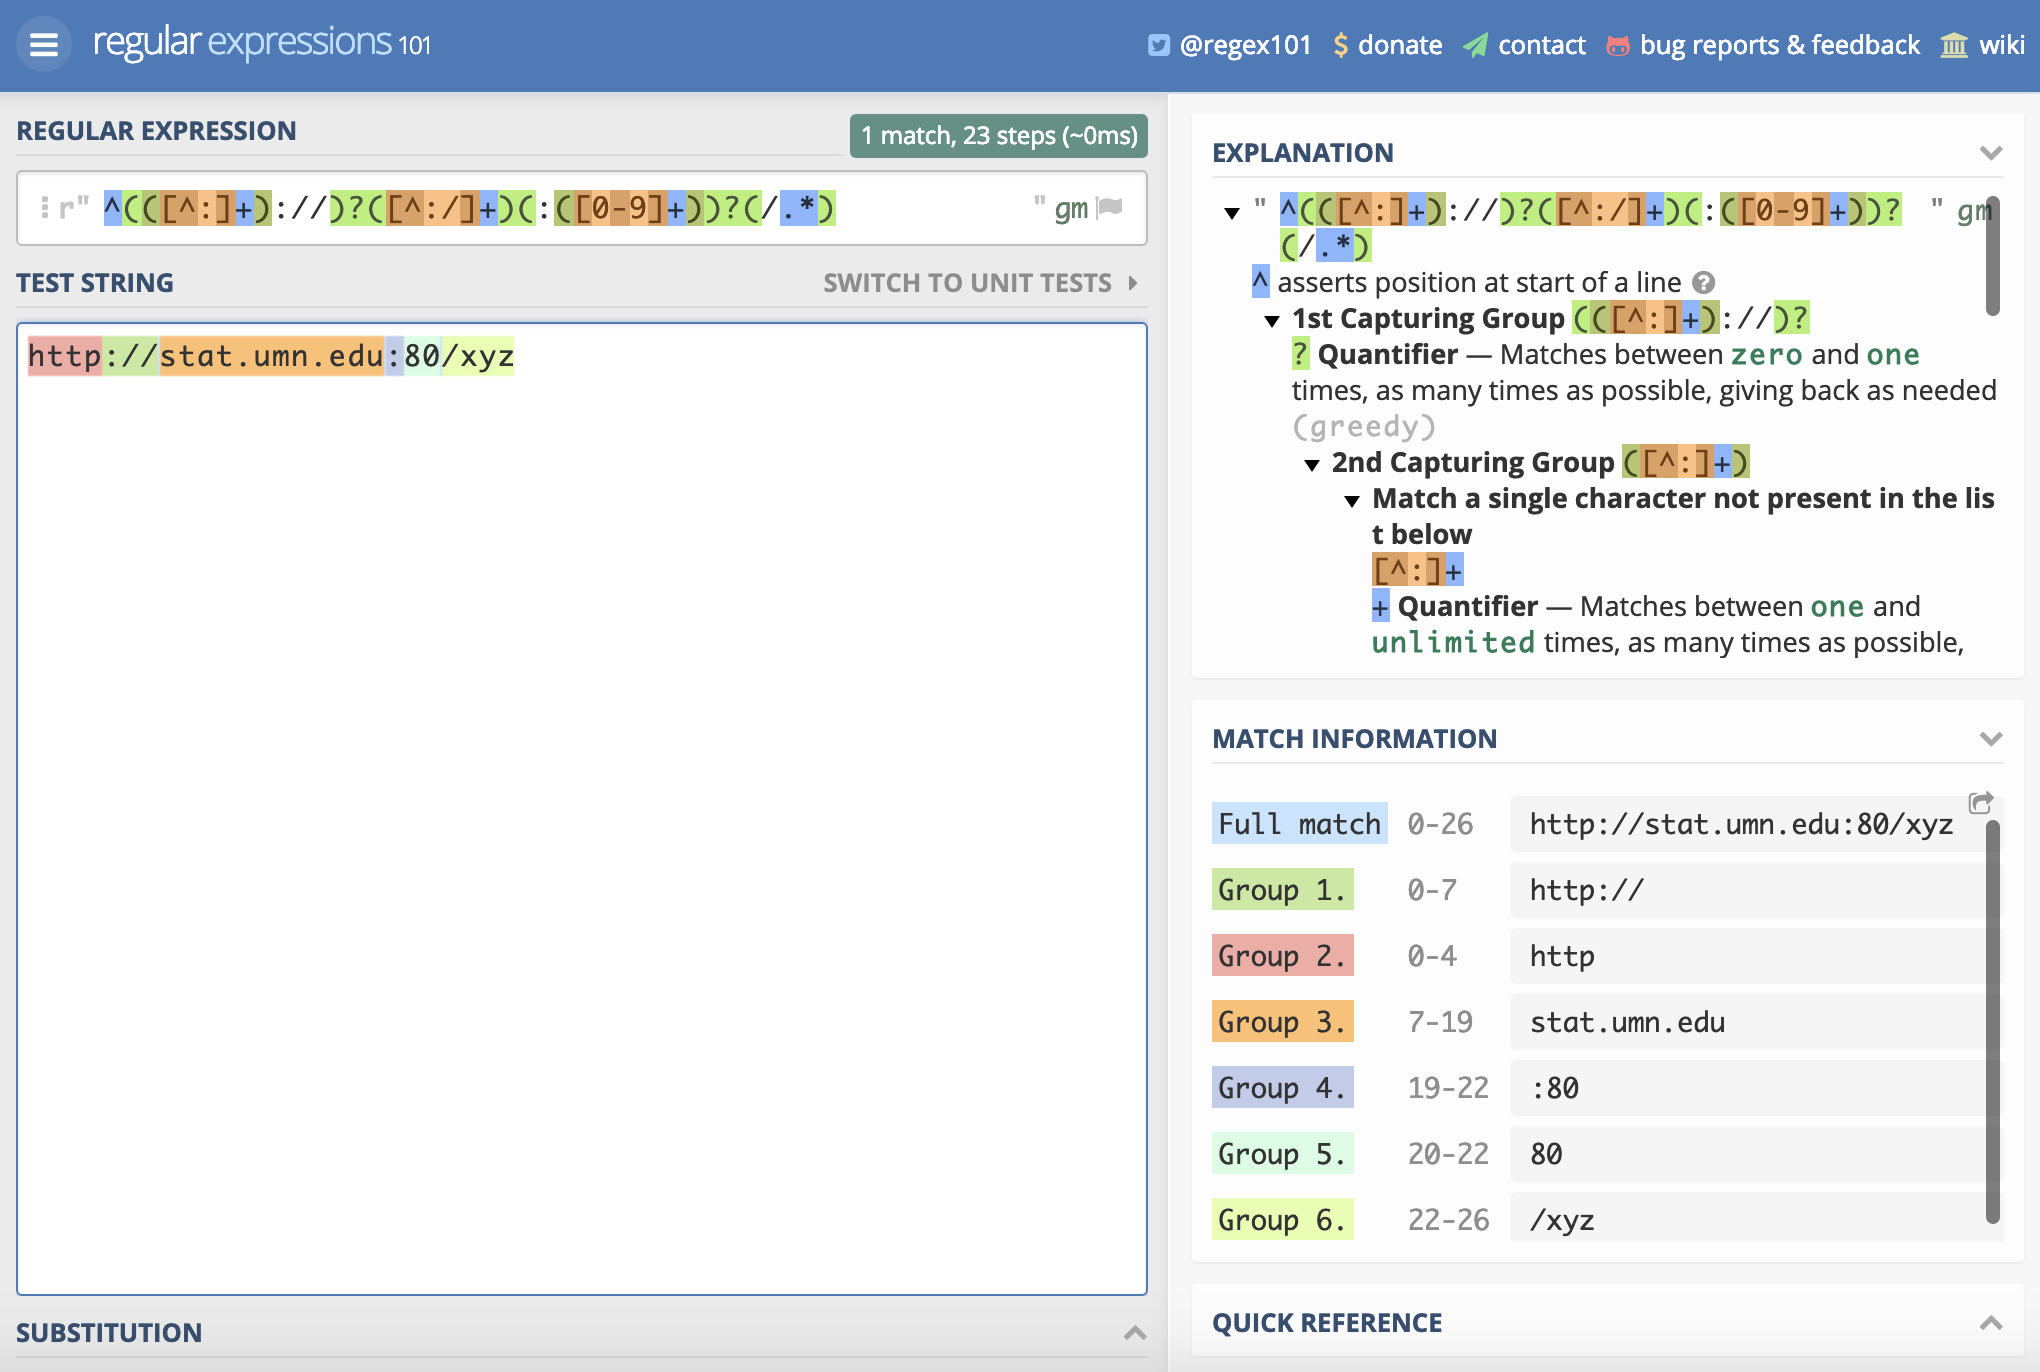 regular expressions 101
@regex101 donate contact bug reports & feedback wiki
REGULAR EXPRESSION
1 match, 23 steps (~0ms)
r" ^(([^:]+)://)?([^:/]+)(:([0-9]+))?(/.*) " gm
TEST STRING
SWITCH TO UNIT TESTS
http://stat.umn.edu:80/xyz
SUBSTITUTION
EXPLANATION
" ^(([^:]+)://)?([^:/]+)(:([0-9]+))? " gm
(/.*)
^ asserts position at start of a line ?
1st Capturing Group (([^:]+)://)?
? Quantifier — Matches between zero and one
times, as many times as possible, giving back as needed
(greedy)
2nd Capturing Group ([^:]+)
Match a single character not present in the lis
t below
[^:]+
+ Quantifier — Matches between one and
unlimited times, as many times as possible,
MATCH INFORMATION
Full match 0-26 http://stat.umn.edu:80/xyz
Group 1. 0-7 http://
Group 2. 0-4 http
Group 3. 7-19 stat.umn.edu
Group 4. 19-22 :80
Group 5. 20-22 80
Group 6. 22-26 /xyz
QUICK REFERENCE